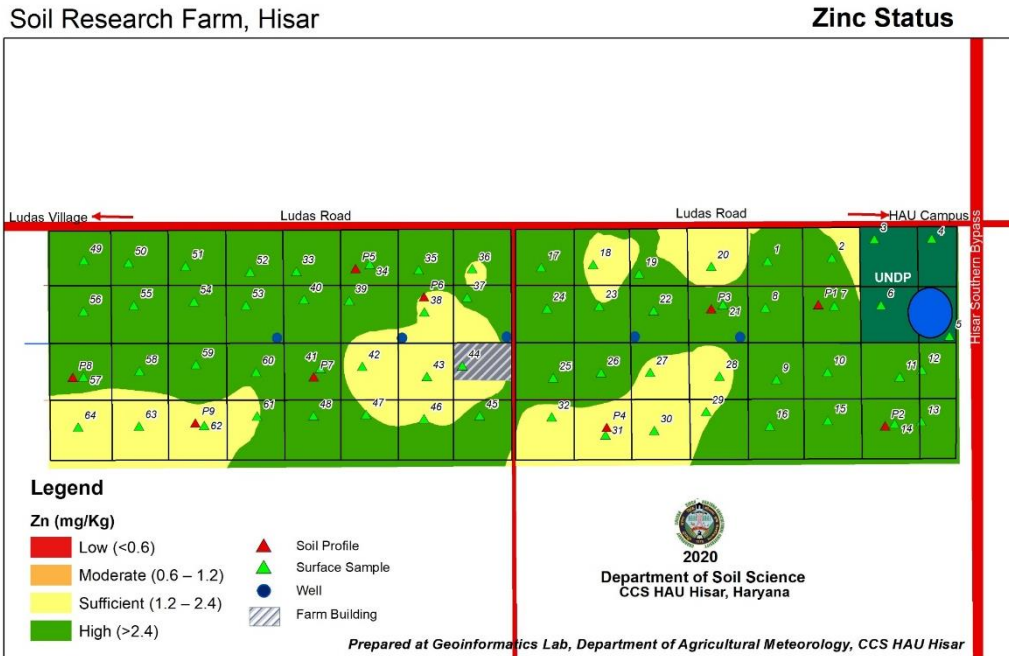 Soil Research Farm, Hisar
Zinc Status
Ludas Village
Ludas Road
Ludas Road
HAU Campus
Hisar Southern Bypass
49 50 51 52 33 P5 34 35 36 17 18 19 20 1 2 3 4
UNDP
56 55 54 53 40 39 P6 38 37 24 23 22 P3 21 8 P1 7 6 5
P8 57 58 59 60 41 P7 42 43 44 25 26 27 28 9 10 11 12
64 63 P9 62 61 48 47 46 45 32 P4 31 30 29 16 15 P2 14 13
Legend
Zn (mg/Kg)
Low (<0.6)
Moderate (0.6 – 1.2)
Sufficient (1.2 – 2.4)
High (>2.4)
Soil Profile
Surface Sample
Well
Farm Building
2020
Department of Soil Science
CCS HAU Hisar, Haryana
Prepared at Geoinformatics Lab, Department of Agricultural Meteorology, CCS HAU Hisar